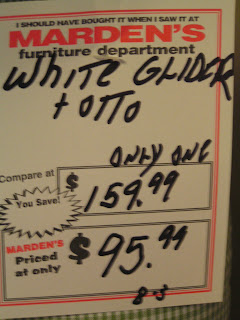 I SHOULD HAVE BOUGHT IT WHEN I SAW IT AT
MARDEN'S
furniture department
WHITE GLIDER
+ OTTO
ONLY ONE
Compare at
$159.99
You Save!
MARDEN'S
Priced
at only
$95.99
8-3